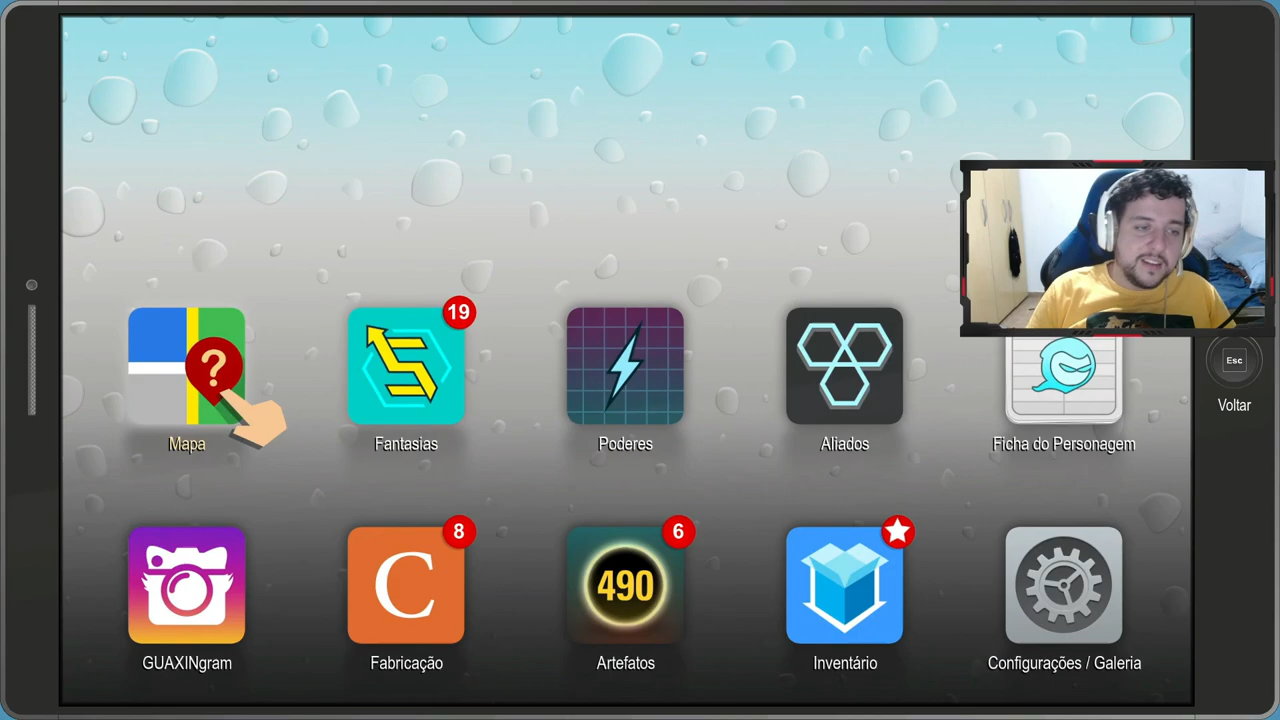 19
?
Mapa
Fantasias
Poderes
Aliados
Ficha do Personagem
Esc
Voltar
8
6
C
490
GUAXINgram
Fabricação
Artefatos
Inventário
Configurações / Galeria